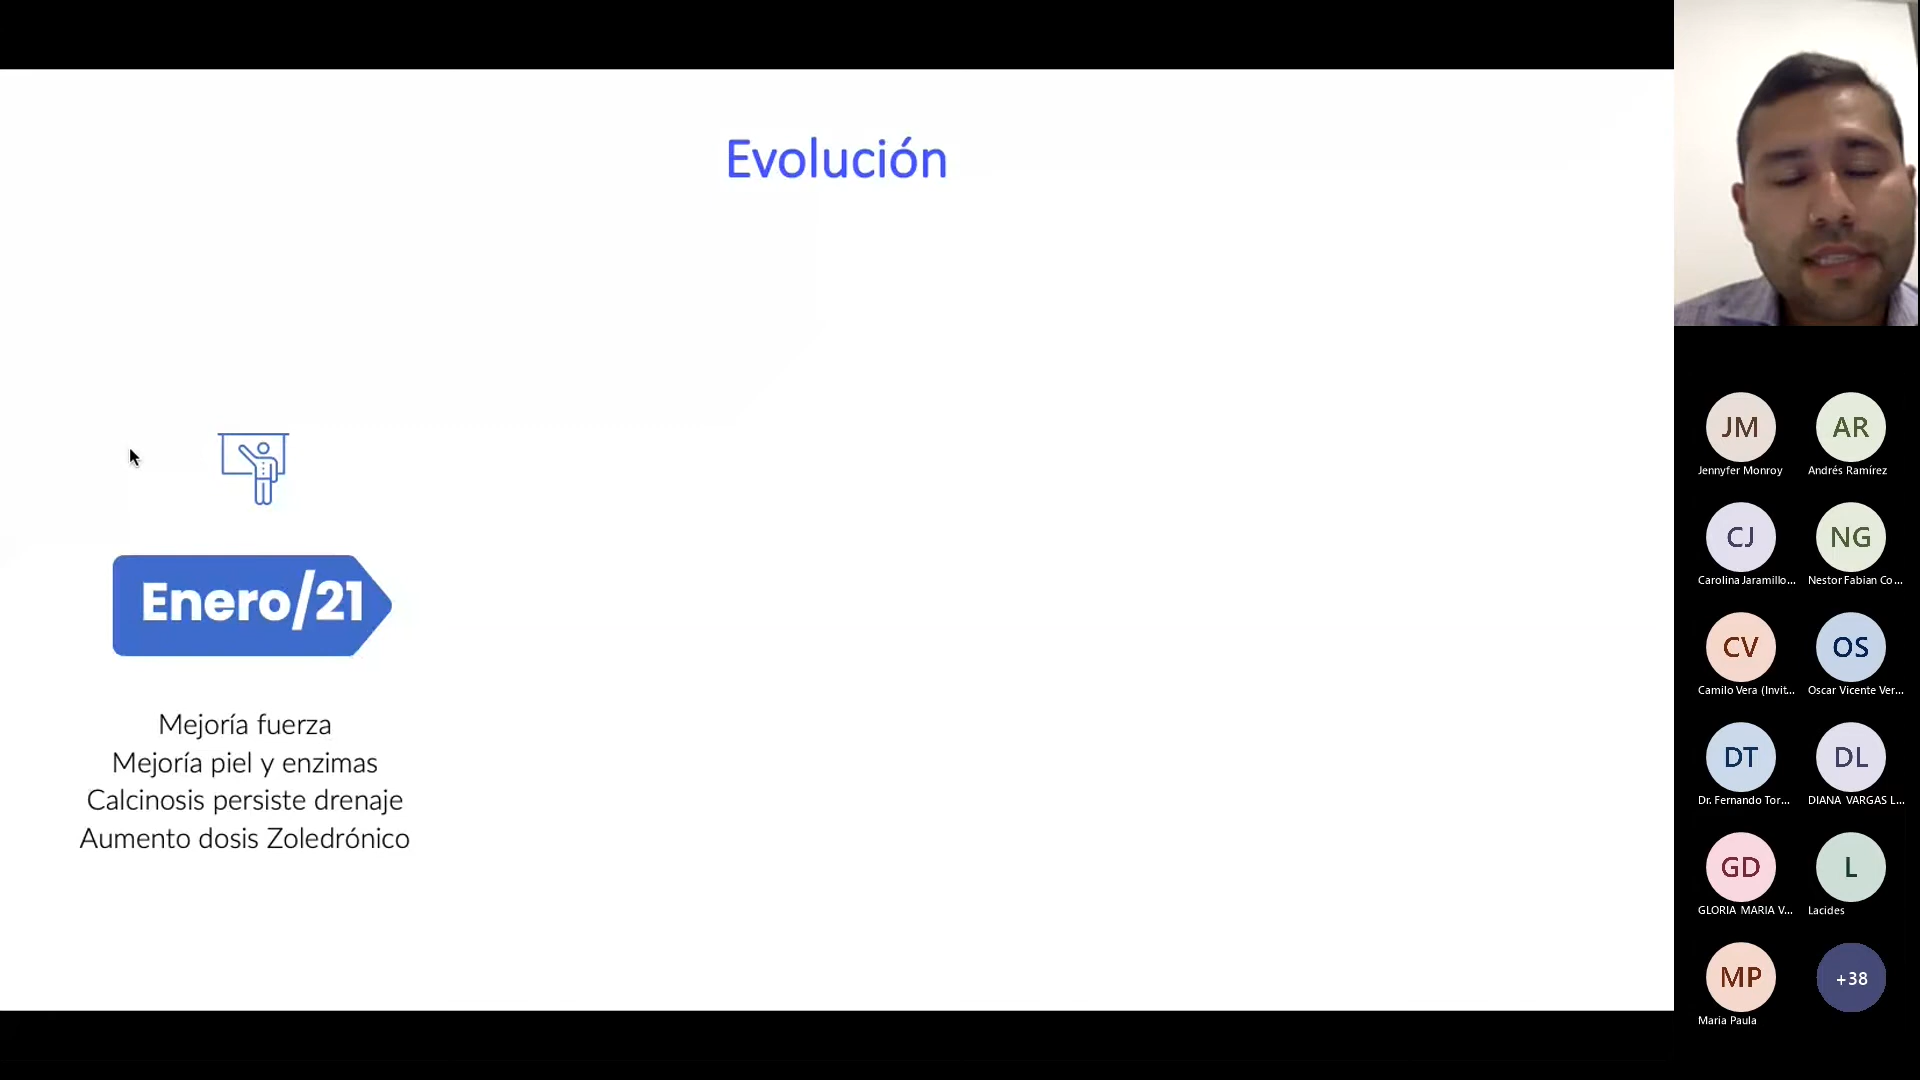 Evolución
Enero/21
Mejoría fuerza
Mejoría piel y enzimas
Calcinosis persiste drenaje
Aumento dosis Zoledrónico
JM
AR
Jennyfer Monroy
Andrés Ramírez
CJ
NG
Carolina Jaramillo...
Nestor Fabian Co...
CV
OS
Camilo Vera (Invit...
Oscar Vicente Ver...
DT
DL
Dr. Fernando Tor...
DIANA VARGAS L...
GD
L
GLORIA MARIA V...
Lacides
MP
+38
Maria Paula